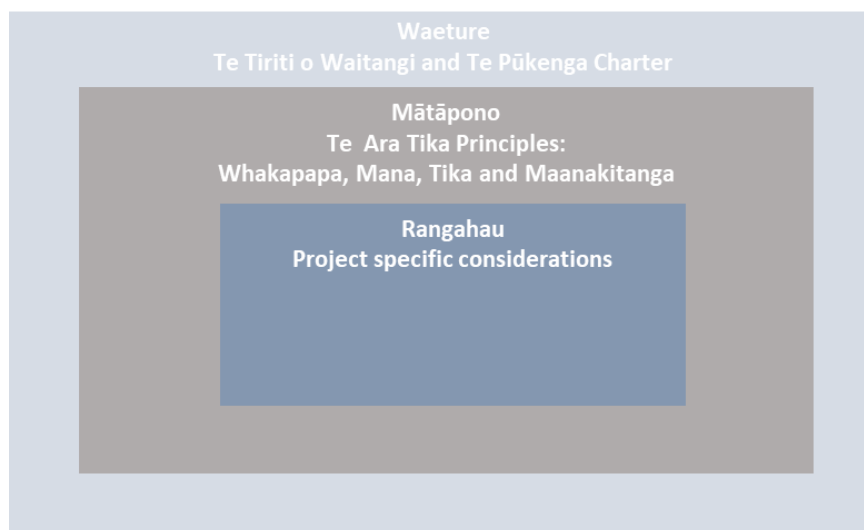 Waeture
Te Tiriti o Waitangi and Te Pūkenga Charter
Mātāpono
Te Ara Tika Principles:
Whakapapa, Mana, Tika and Maanakitanga
Rangahau
Project specific considerations